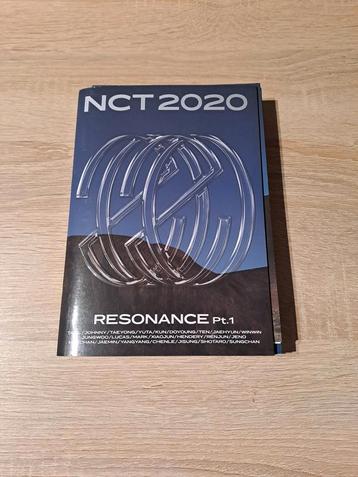 NCT 2020
RESONANCE Pt.1
/JOHNNY/TAEYONG/YUTA/KUN/DOYOUNG/TEN/JAEHYUN/WINWIN
JUNGWOO/LUCAS/MARK/XIAOJUN/HENDERY/RENJUN/JENO
/JAEMIN/YANGYANG/CHENLE/JISUNG/SHOTARO/SUNGCHAN